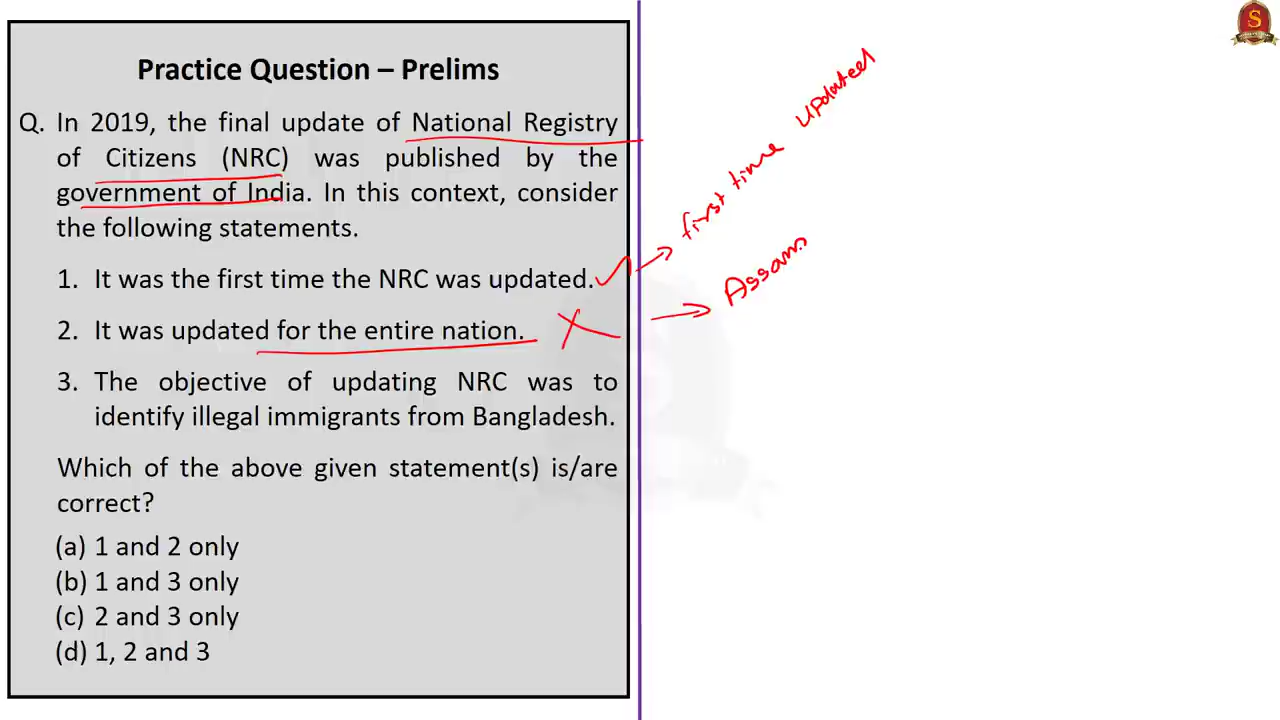 Practice Question – Prelims
Q. In 2019, the final update of National Registry
of Citizens (NRC) was published by the
government of India. In this context, consider
the following statements.
1. It was the first time the NRC was updated.
2. It was updated for the entire nation.
3. The objective of updating NRC was to
identify illegal immigrants from Bangladesh.
Which of the above given statement(s) is/are
correct?
(a) 1 and 2 only
(b) 1 and 3 only
(c) 2 and 3 only
(d) 1, 2 and 3
first time updated
Assam
S